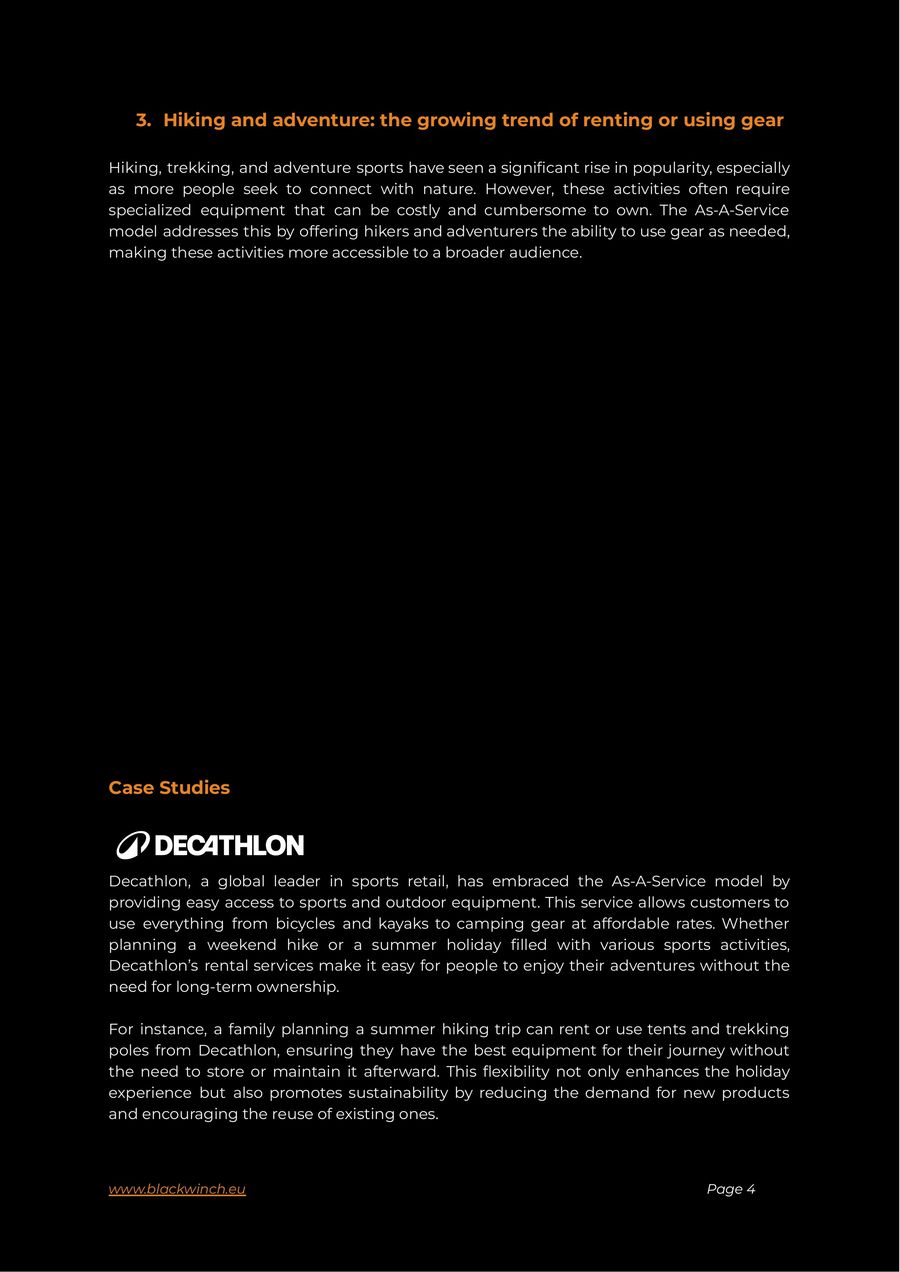 3. Hiking and adventure: the growing trend of renting or using gear
Hiking, trekking, and adventure sports have seen a significant rise in popularity, especially
as more people seek to connect with nature. However, these activities often require
specialized equipment that can be costly and cumbersome to own. The As-A-Service
model addresses this by offering hikers and adventurers the ability to use gear as needed,
making these activities more accessible to a broader audience.
Case Studies
DECATHLON
Decathlon, a global leader in sports retail, has embraced the As-A-Service model by
providing easy access to sports and outdoor equipment. This service allows customers to
use everything from bicycles and kayaks to camping gear at affordable rates. Whether
planning a weekend hike or a summer holiday filled with various sports activities,
Decathlon’s rental services make it easy for people to enjoy their adventures without the
need for long-term ownership.
For instance, a family planning a summer hiking trip can rent or use tents and trekking
poles from Decathlon, ensuring they have the best equipment for their journey without
the need to store or maintain it afterward. This flexibility not only enhances the holiday
experience but also promotes sustainability by reducing the demand for new products
and encouraging the reuse of existing ones.
www.blackwinch.eu Page 4